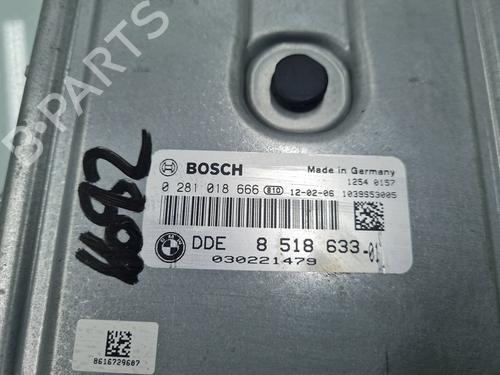 B-PARTS
BOSCH
Made in Germany
1254 0157
0 281 018 666 12-02-06 1039S53005
DDE 8 518 633-01
030221479
8616729687